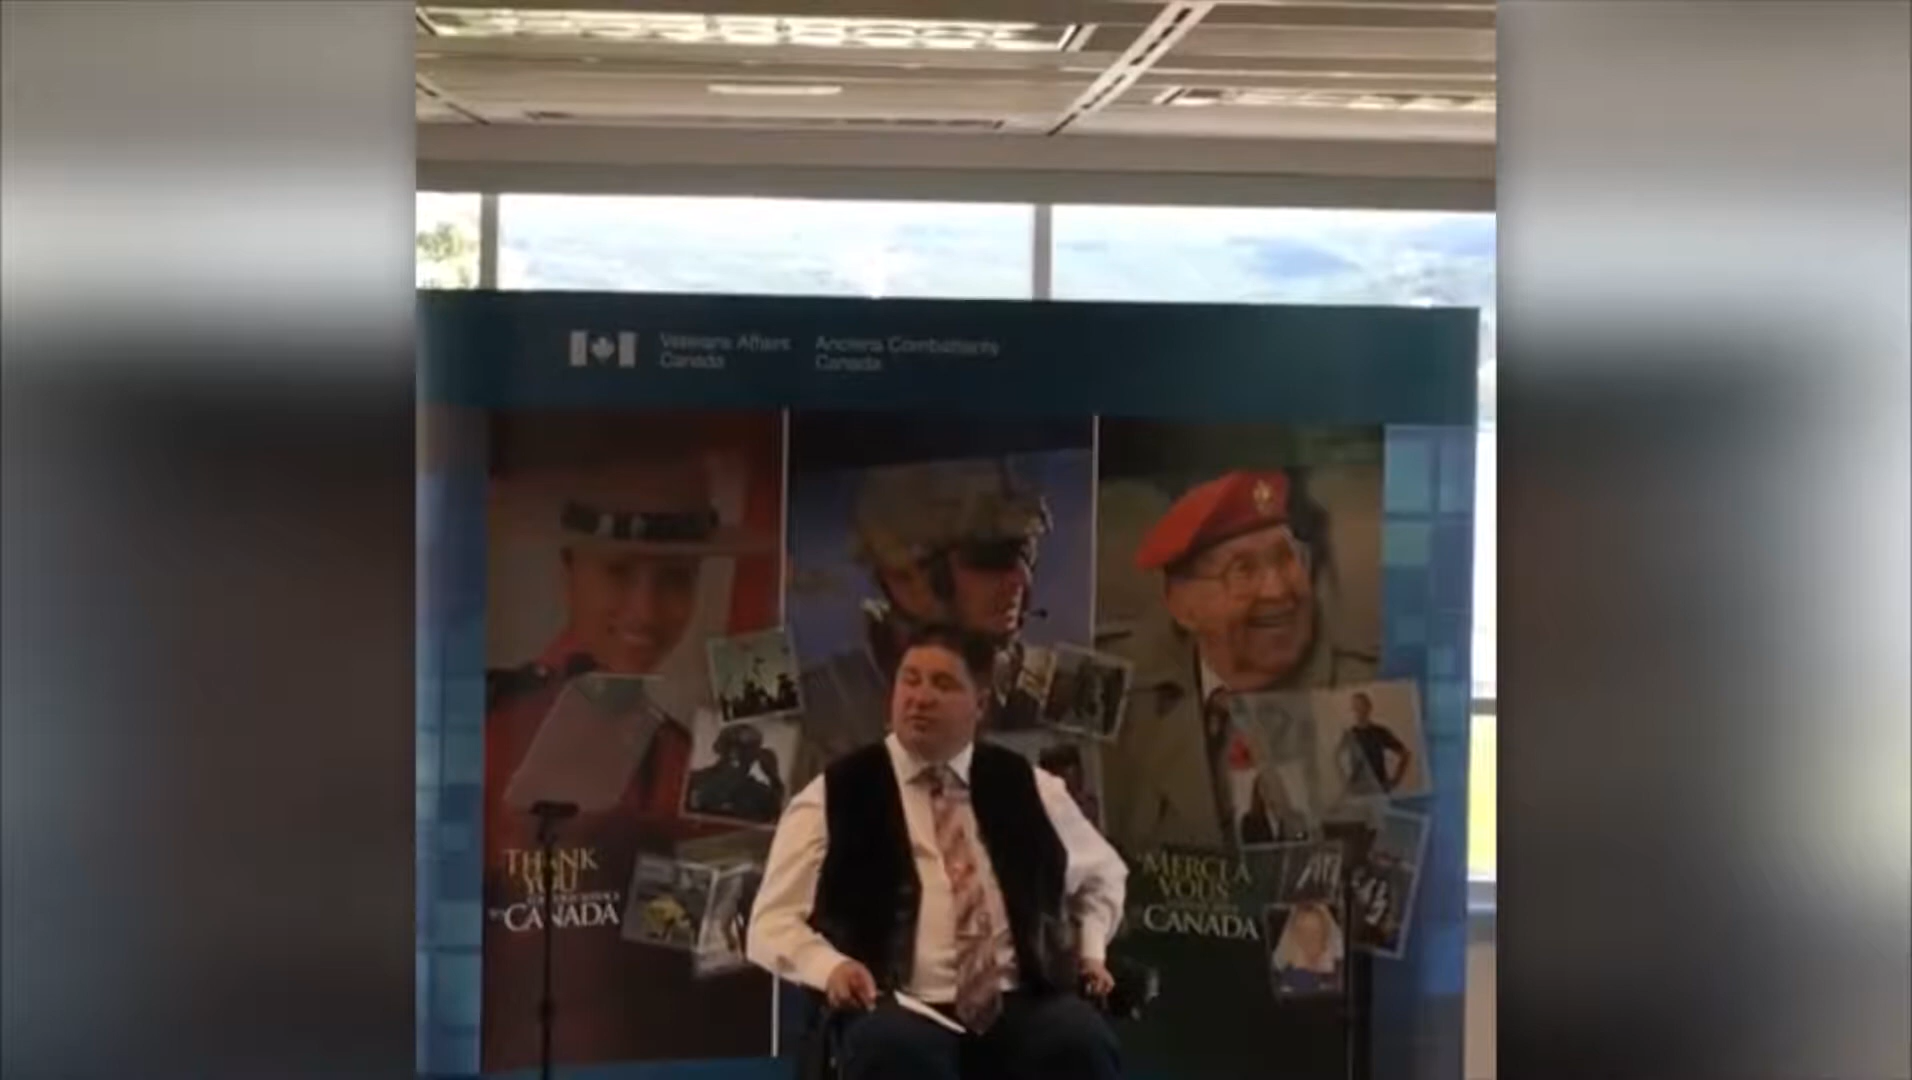 Veterans Affairs
Canada
Anciens Combattants
Canada
THANK
YOU
CANADA
MERCI À
VOUS
CANADA